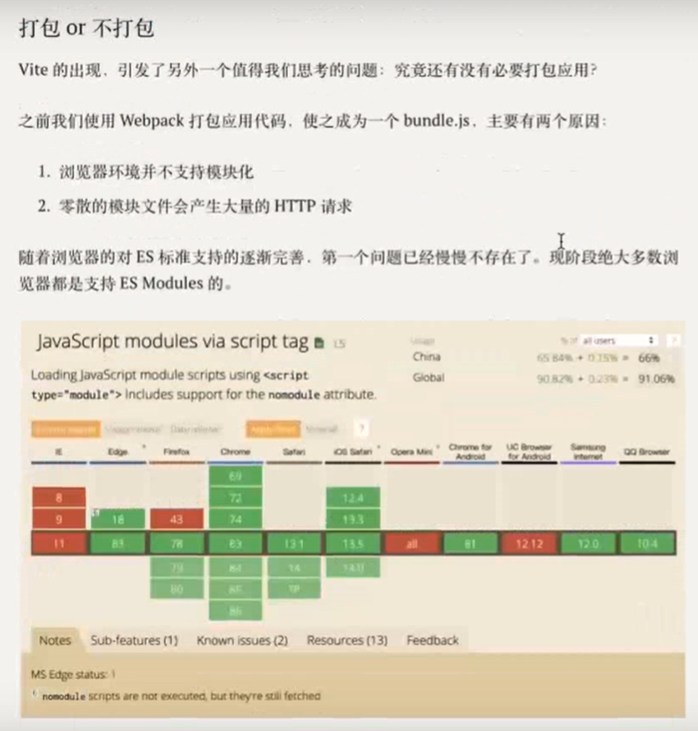 打包 or 不打包
Vite 的出现，引发了另外一个值得我们思考的问题：究竟还有没有必要打包应用？
之前我们使用 Webpack 打包应用代码，使之成为一个 bundle.js，主要有两个原因：
1. 浏览器环境并不支持模块化
2. 零散的模块文件会产生大量的 HTTP 请求
随着浏览器的对 ES 标准支持的逐渐完善，第一个问题已经慢慢不存在了。现阶段绝大多数浏
览器都是支持 ES Modules 的。
JavaScript modules via script tag LS
% of all users
China 65.84% + 0.15% = 66%
Global 90.82% + 0.23% = 91.06%
Loading JavaScript module scripts using <script
type="module"> Includes support for the nomodule attribute.
?
IE Edge Firefox Chrome Safari iOS Safari Opera Mini Chrome for Android UC Browser for Android Samsung Internet QQ Browser
69
8 72 12.4
9 18 43 74 13.3
11 83 78 83 13.1 13.5 all 81 12.12 12.0 10.4
79 84 14 14.0
80 85
86
Notes Sub-features (1) Known issues (2) Resources (13) Feedback
MS Edge status:
nomodule scripts are not executed, but they're still fetched